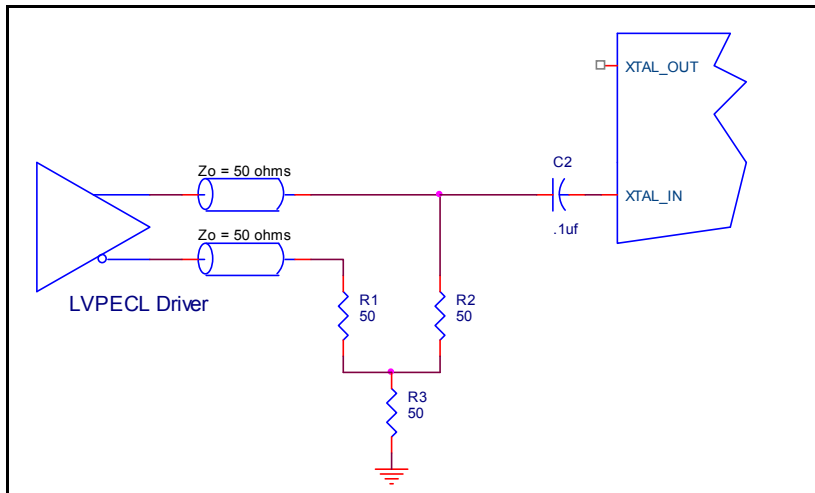 XTAL_OUT
Zo = 50 ohms
C2
XTAL_IN
.1uf
Zo = 50 ohms
LVPECL Driver
R1
50
R2
50
R3
50